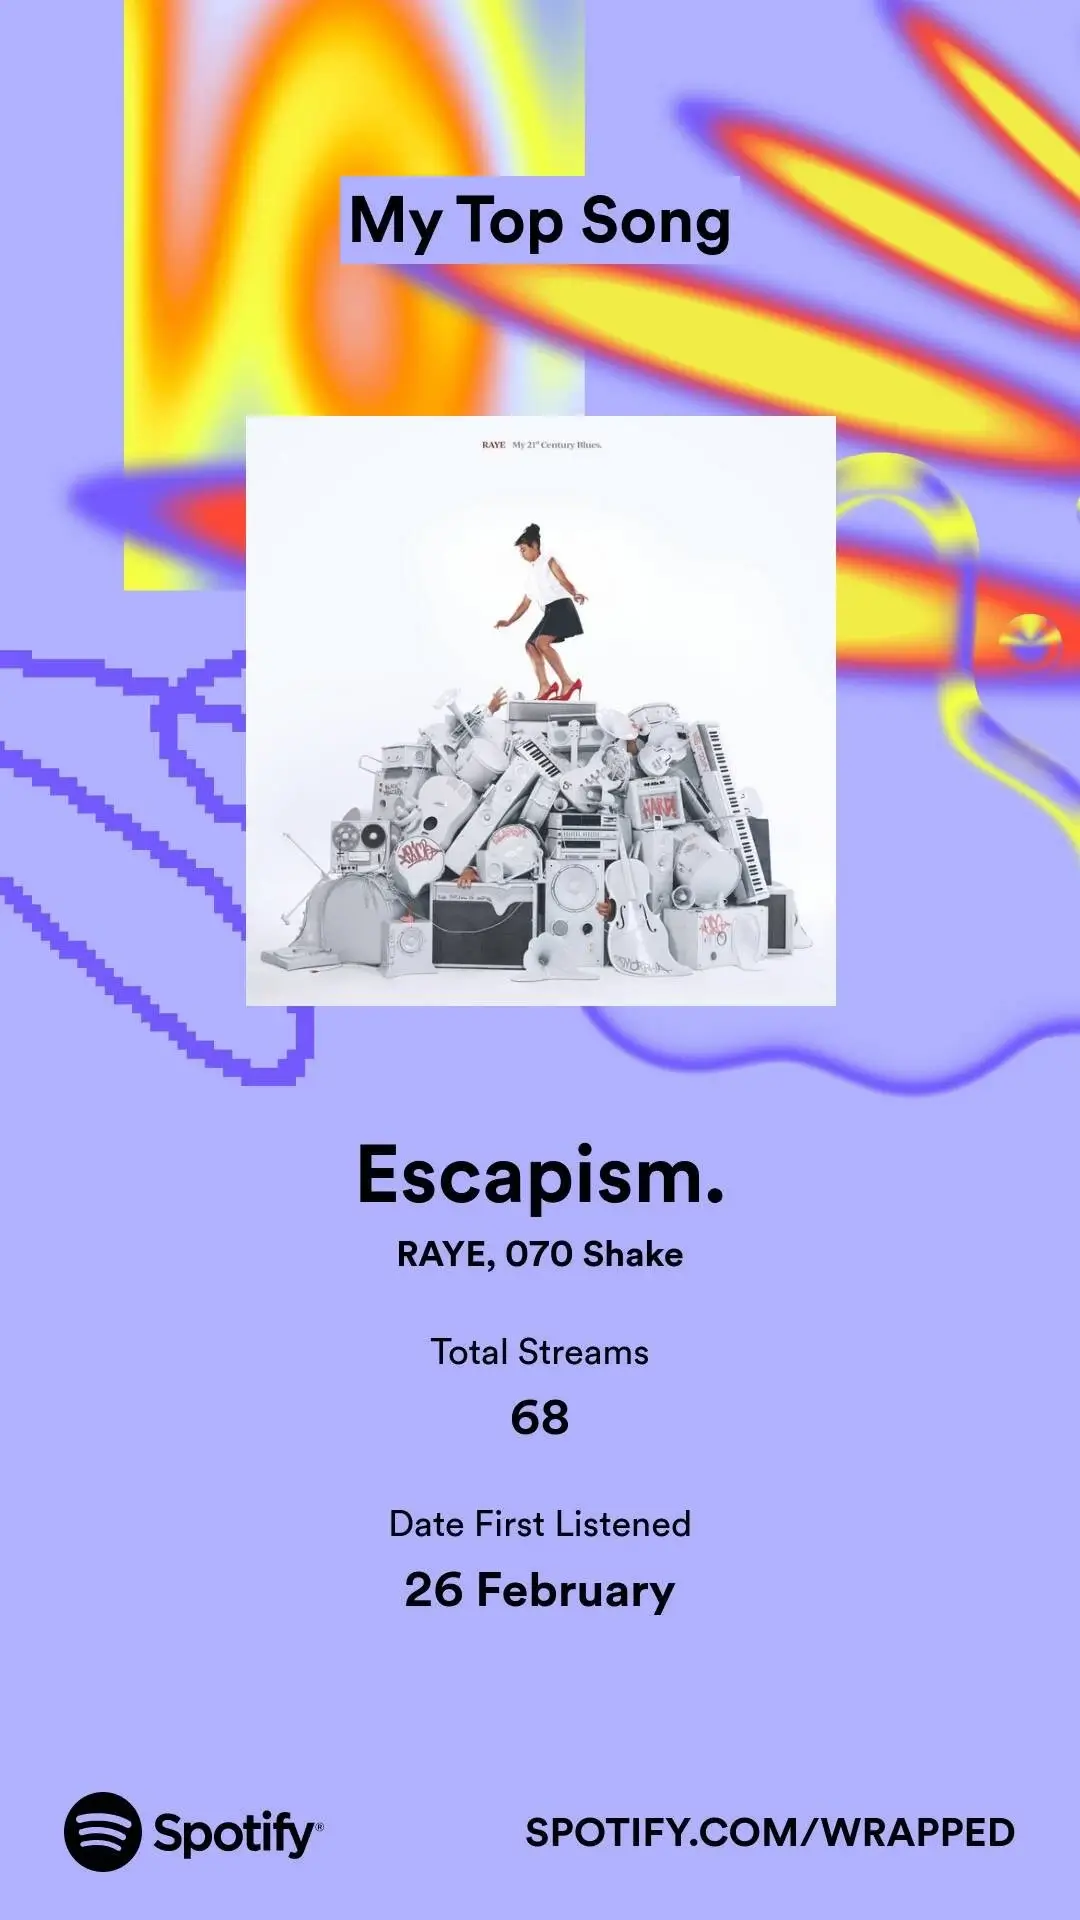 My Top Song
RAYE My 21st Century Blues.
HARD!
Escapism.
RAYE, 070 Shake
Total Streams
68
Date First Listened
26 February
Spotify®
SPOTIFY.COM/WRAPPED